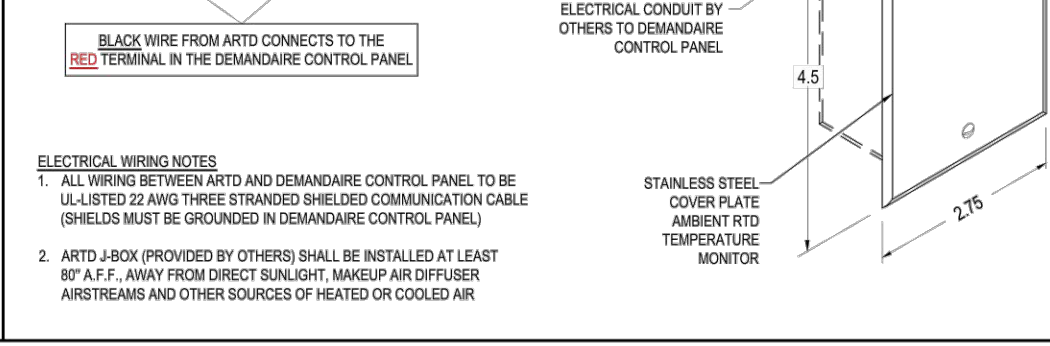 BLACK WIRE FROM ARTD CONNECTS TO THE
RED TERMINAL IN THE DEMANDAIRE CONTROL PANEL
ELECTRICAL CONDUIT BY
OTHERS TO DEMANDAIRE
CONTROL PANEL
4.5
STAINLESS STEEL
COVER PLATE
AMBIENT RTD
TEMPERATURE
MONITOR
2.75
ELECTRICAL WIRING NOTES
1. ALL WIRING BETWEEN ARTD AND DEMANDAIRE CONTROL PANEL TO BE
UL-LISTED 22 AWG THREE STRANDED SHIELDED COMMUNICATION CABLE
(SHIELDS MUST BE GROUNDED IN DEMANDAIRE CONTROL PANEL)
2. ARTD J-BOX (PROVIDED BY OTHERS) SHALL BE INSTALLED AT LEAST
80" A.F.F., AWAY FROM DIRECT SUNLIGHT, MAKEUP AIR DIFFUSER
AIRSTREAMS AND OTHER SOURCES OF HEATED OR COOLED AIR